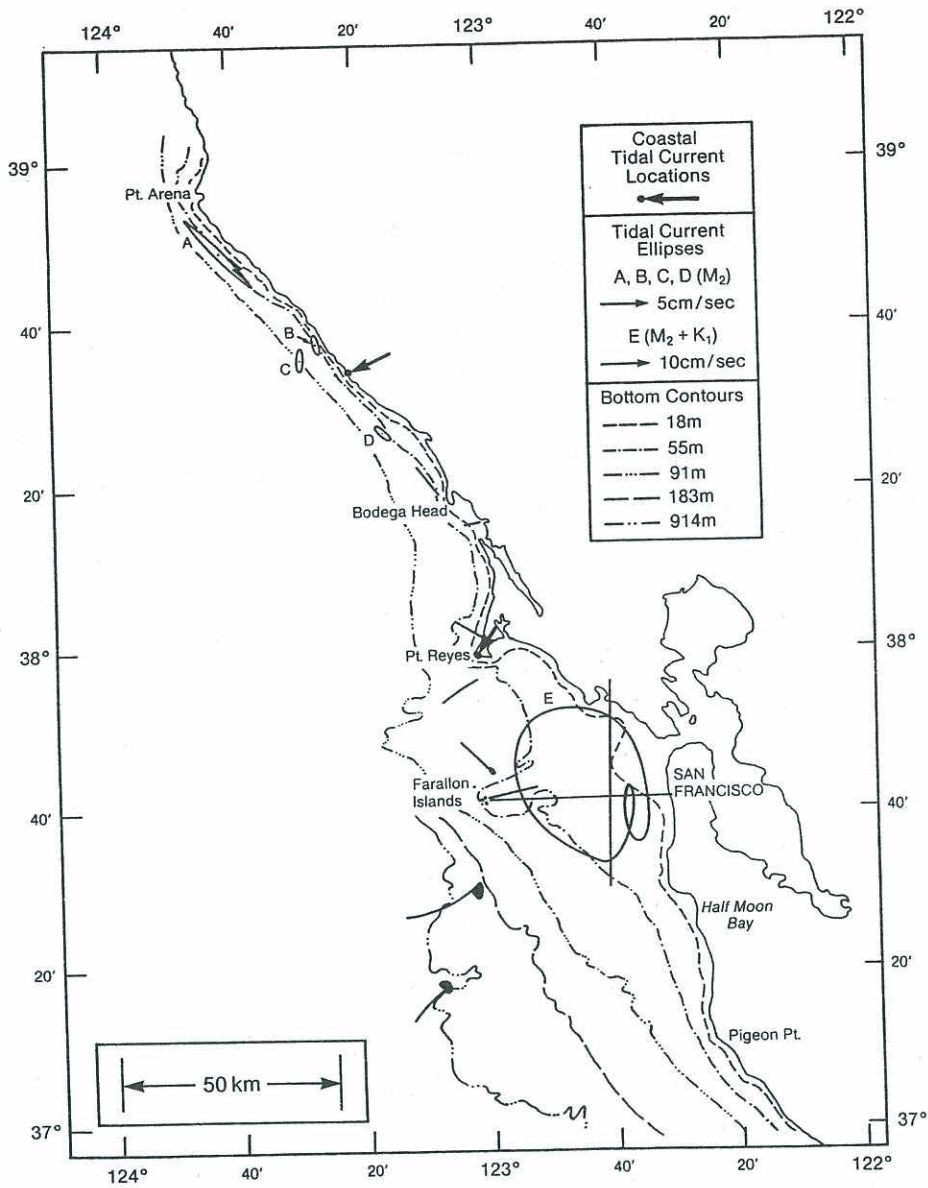 124°
40′
20′
123°
40′
20′
122°
39°
Pt. Arena
A
40′
B
C
D
20′
Bodega Head
38°
Pt. Reyes
E
Farallon
Islands
40′
SAN
FRANCISCO
Half Moon
Bay
20′
Pigeon Pt.
37°
Coastal
Tidal Current
Locations
Tidal Current
Ellipses
A, B, C, D (M₂)
5cm/sec
E (M₂ + K₁)
10cm/sec
Bottom Contours
18m
55m
91m
183m
914m
39°
40′
20′
38°
40′
20′
37°
50 km
124°
40′
20′
123°
40′
20′
122°